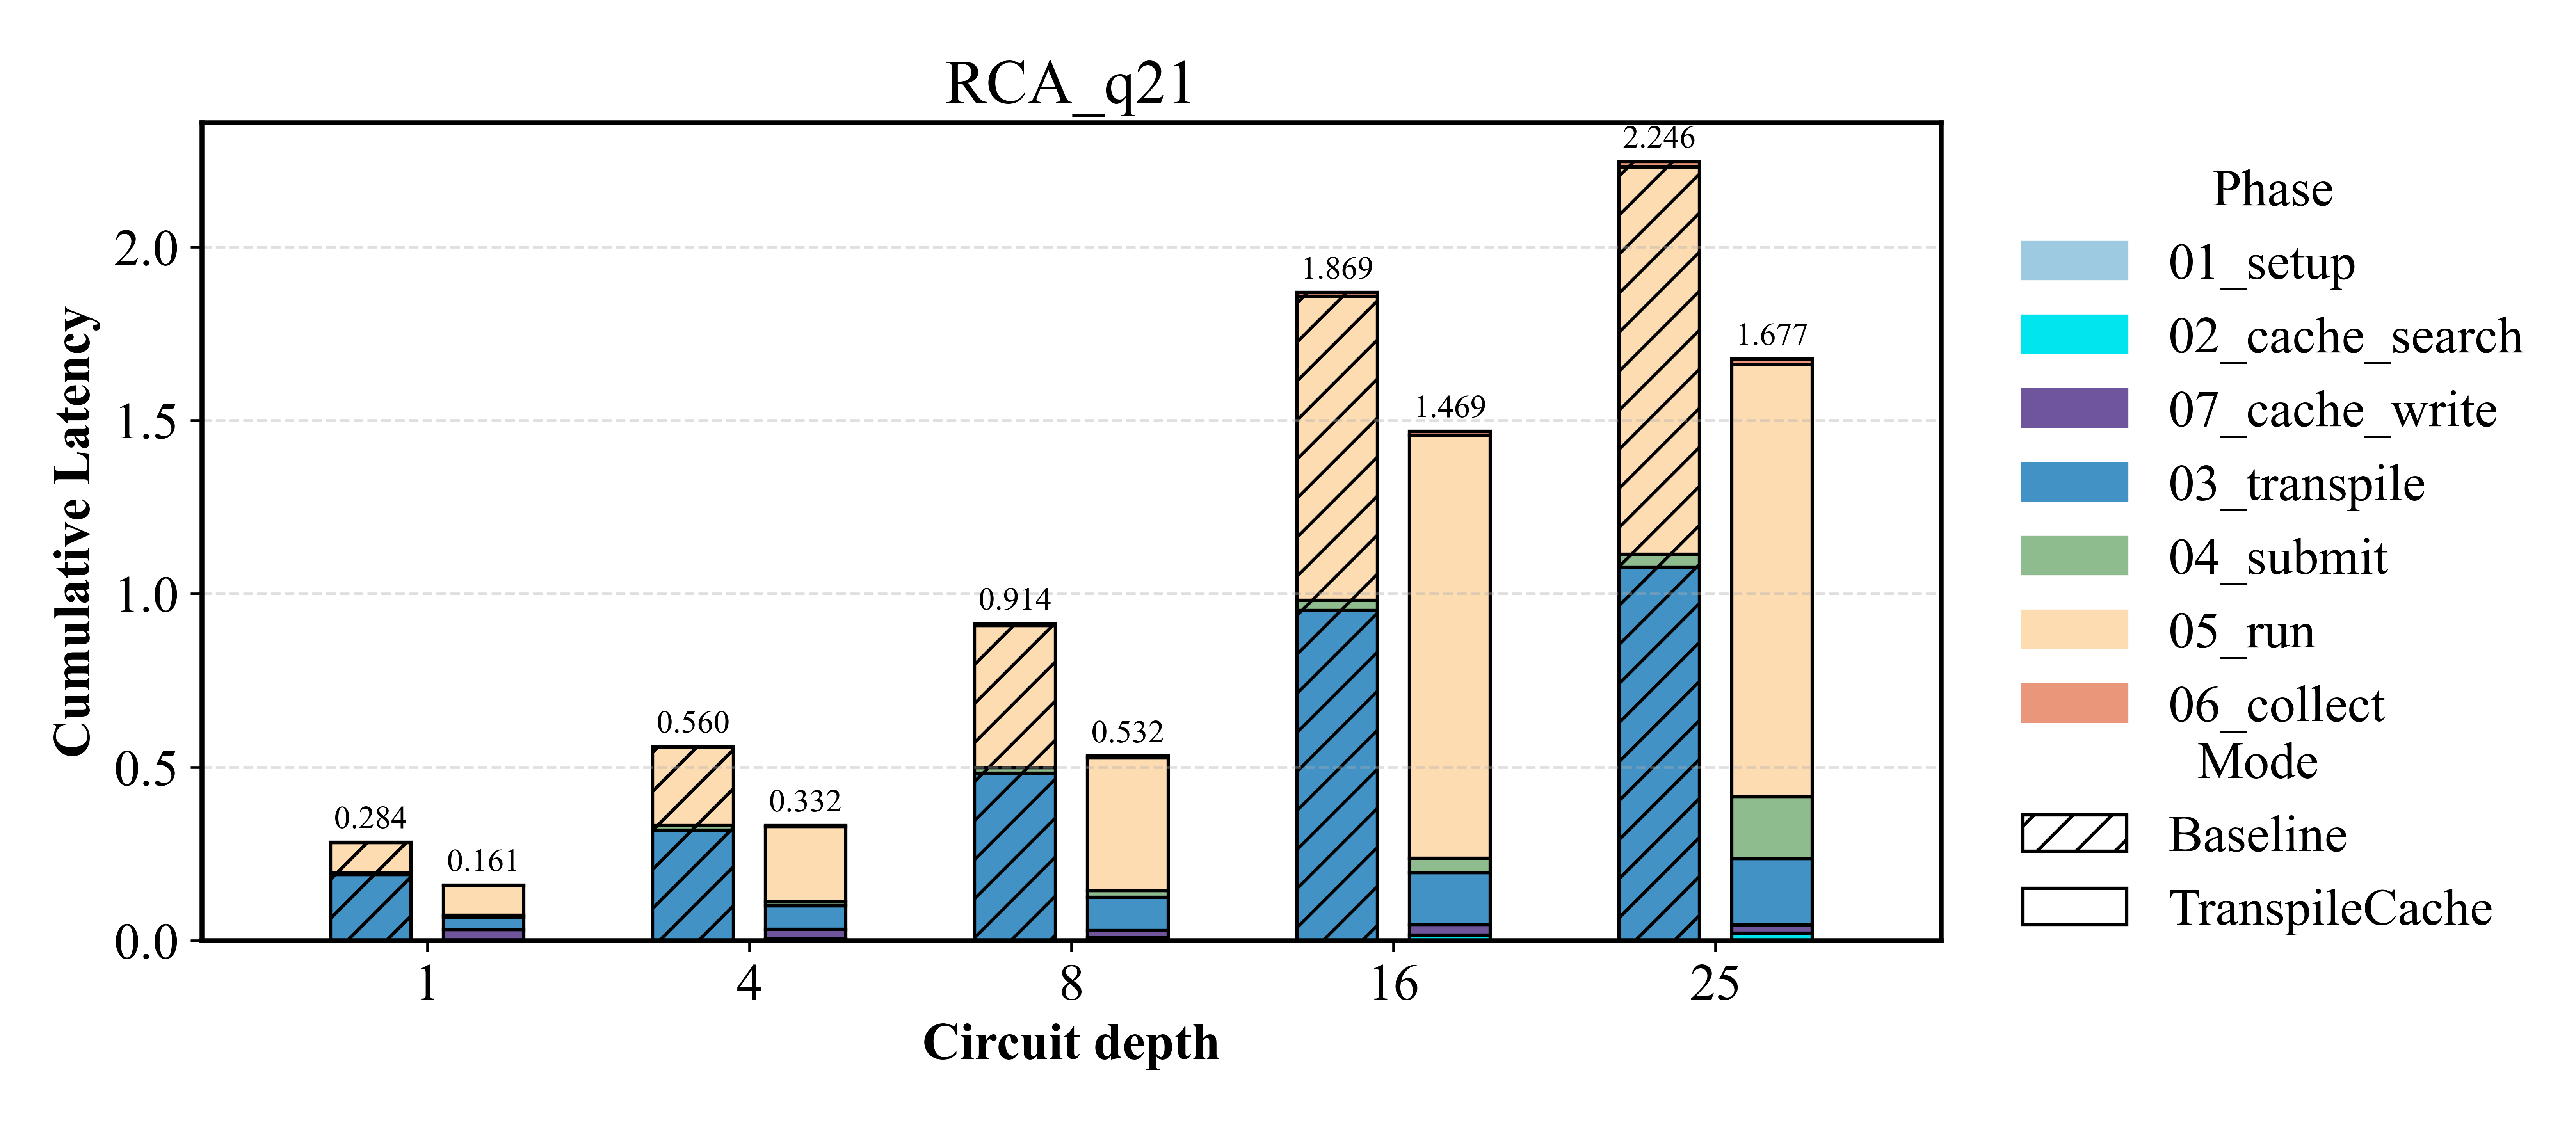 RCA_q21
Cumulative Latency
2.0
1.5
1.0
0.5
0.0
0.284
0.161
0.560
0.332
0.914
0.532
1.869
1.469
2.246
1.677
1
4
8
16
25
Circuit depth
Phase
01_setup
02_cache_search
07_cache_write
03_transpile
04_submit
05_run
06_collect
Mode
Baseline
TranspileCache